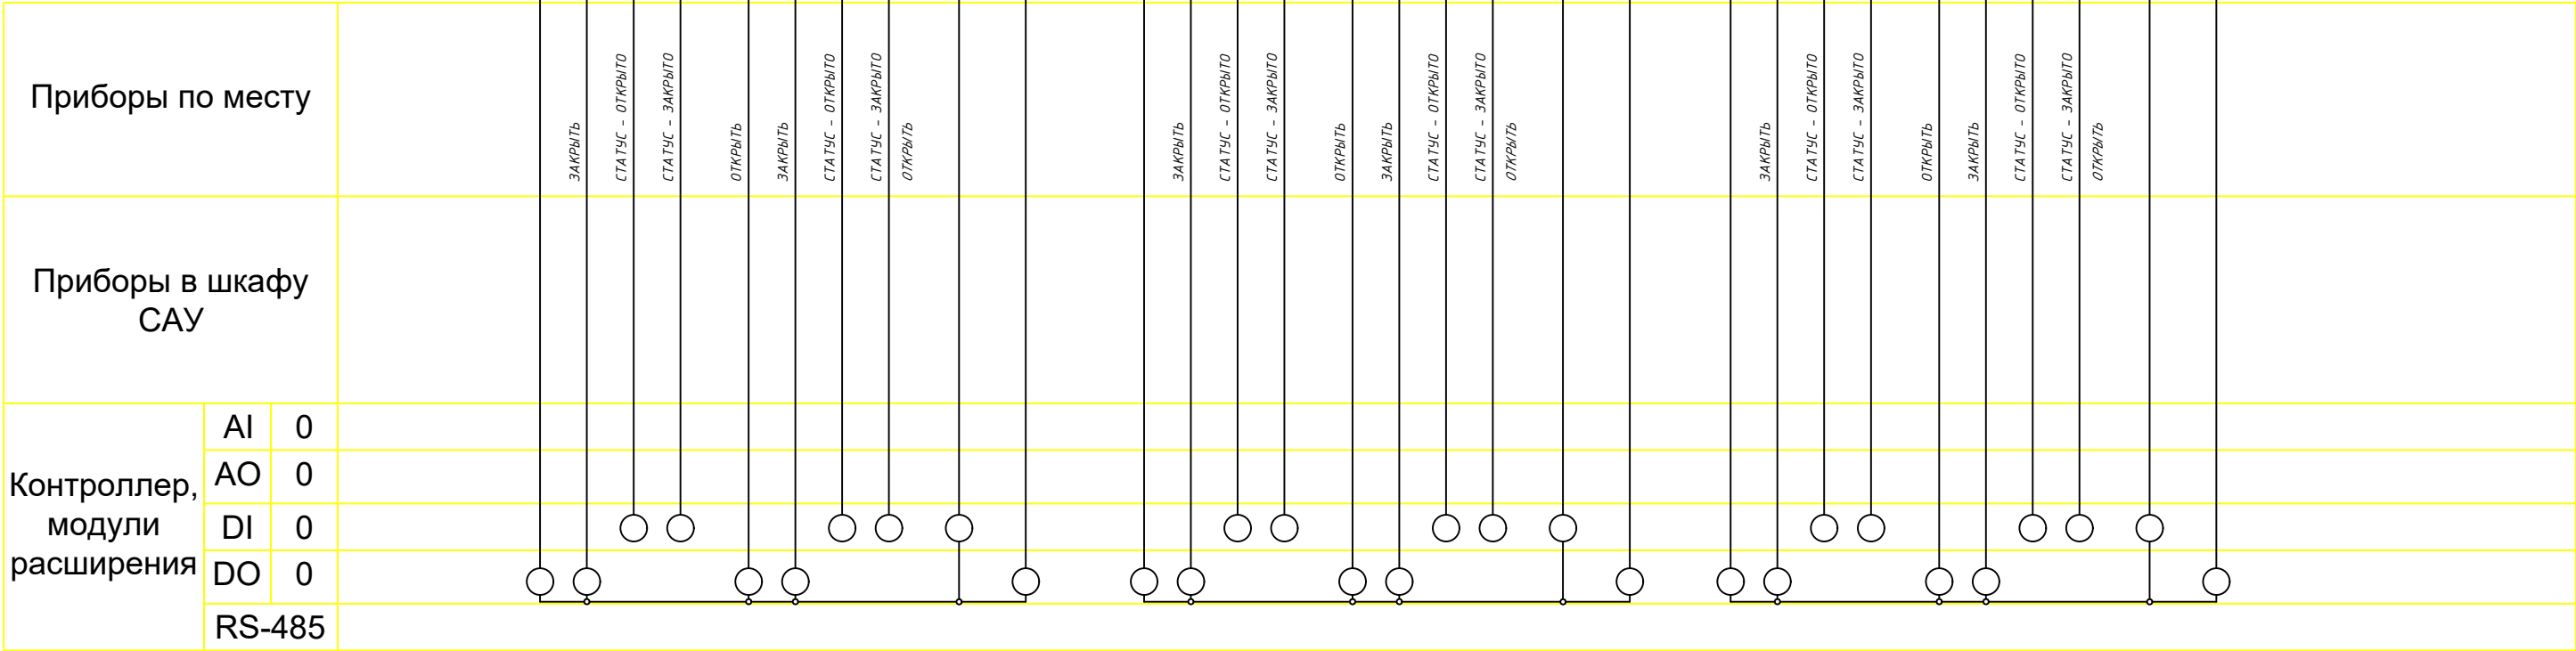 Приборы по месту
ЗАКРЫТЬ
СТАТУС - ОТКРЫТО
СТАТУС - ЗАКРЫТО
ОТКРЫТЬ
ЗАКРЫТЬ
СТАТУС - ОТКРЫТО
СТАТУС - ЗАКРЫТО
ОТКРЫТЬ
ЗАКРЫТЬ
СТАТУС - ОТКРЫТО
СТАТУС - ЗАКРЫТО
ОТКРЫТЬ
ЗАКРЫТЬ
СТАТУС - ОТКРЫТО
СТАТУС - ЗАКРЫТО
ОТКРЫТЬ
ЗАКРЫТЬ
СТАТУС - ОТКРЫТО
СТАТУС - ЗАКРЫТО
ОТКРЫТЬ
ЗАКРЫТЬ
СТАТУС - ОТКРЫТО
СТАТУС - ЗАКРЫТО
ОТКРЫТЬ
Приборы в шкафу
САУ
Контроллер,
модули
расширения
AI 0
AO 0
DI 0
DO 0
RS-485